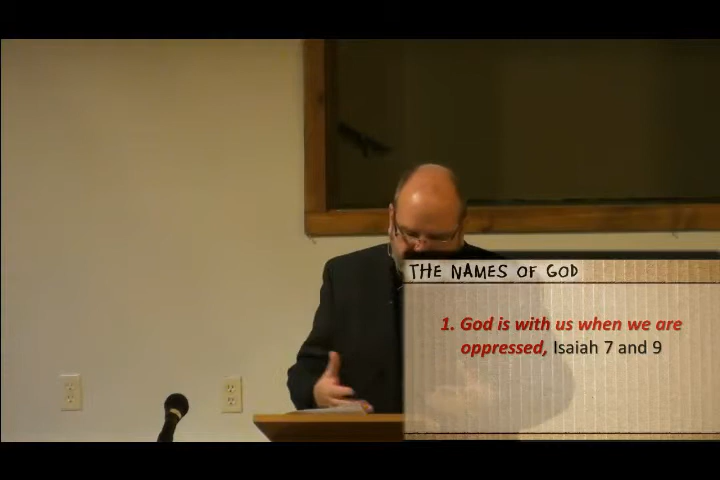 THE NAMES OF GOD
1. God is with us when we are
oppressed, Isaiah 7 and 9